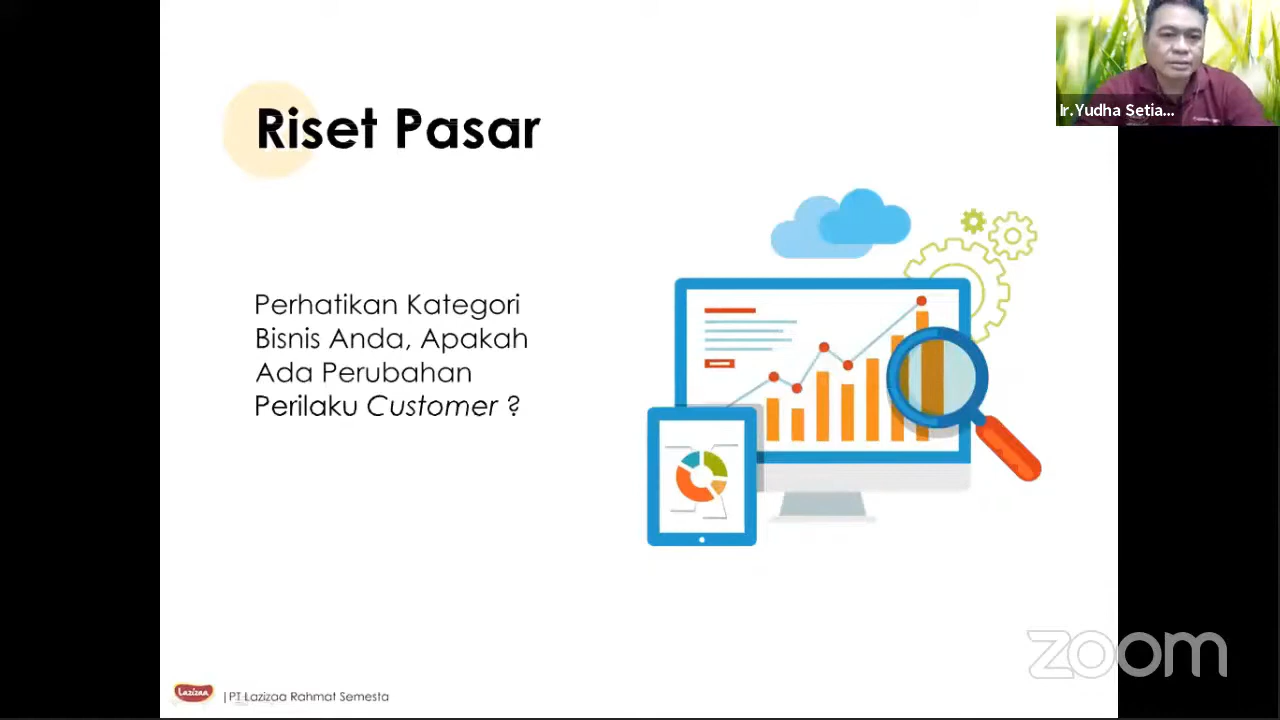 Riset Pasar
Ir.Yudha Setia...
Perhatikan Kategori
Bisnis Anda, Apakah
Ada Perubahan
Perilaku Customer ?
zoom
Lazizaa
|PT Lazizaa Rahmat Semesta